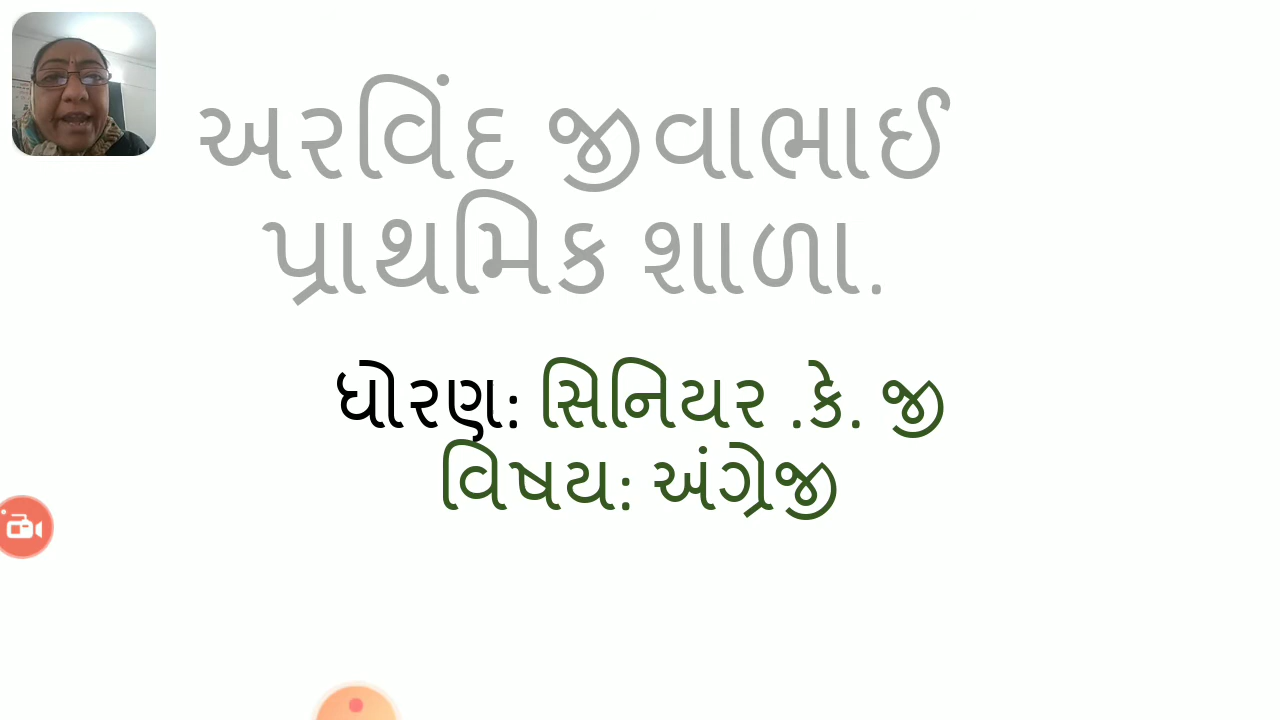 અરવિંદ જીવાભાઈ
પ્રાથમિક શાળા.
ધોરણ: સિનિયર .કે. જી
વિષય: અંગ્રેજી